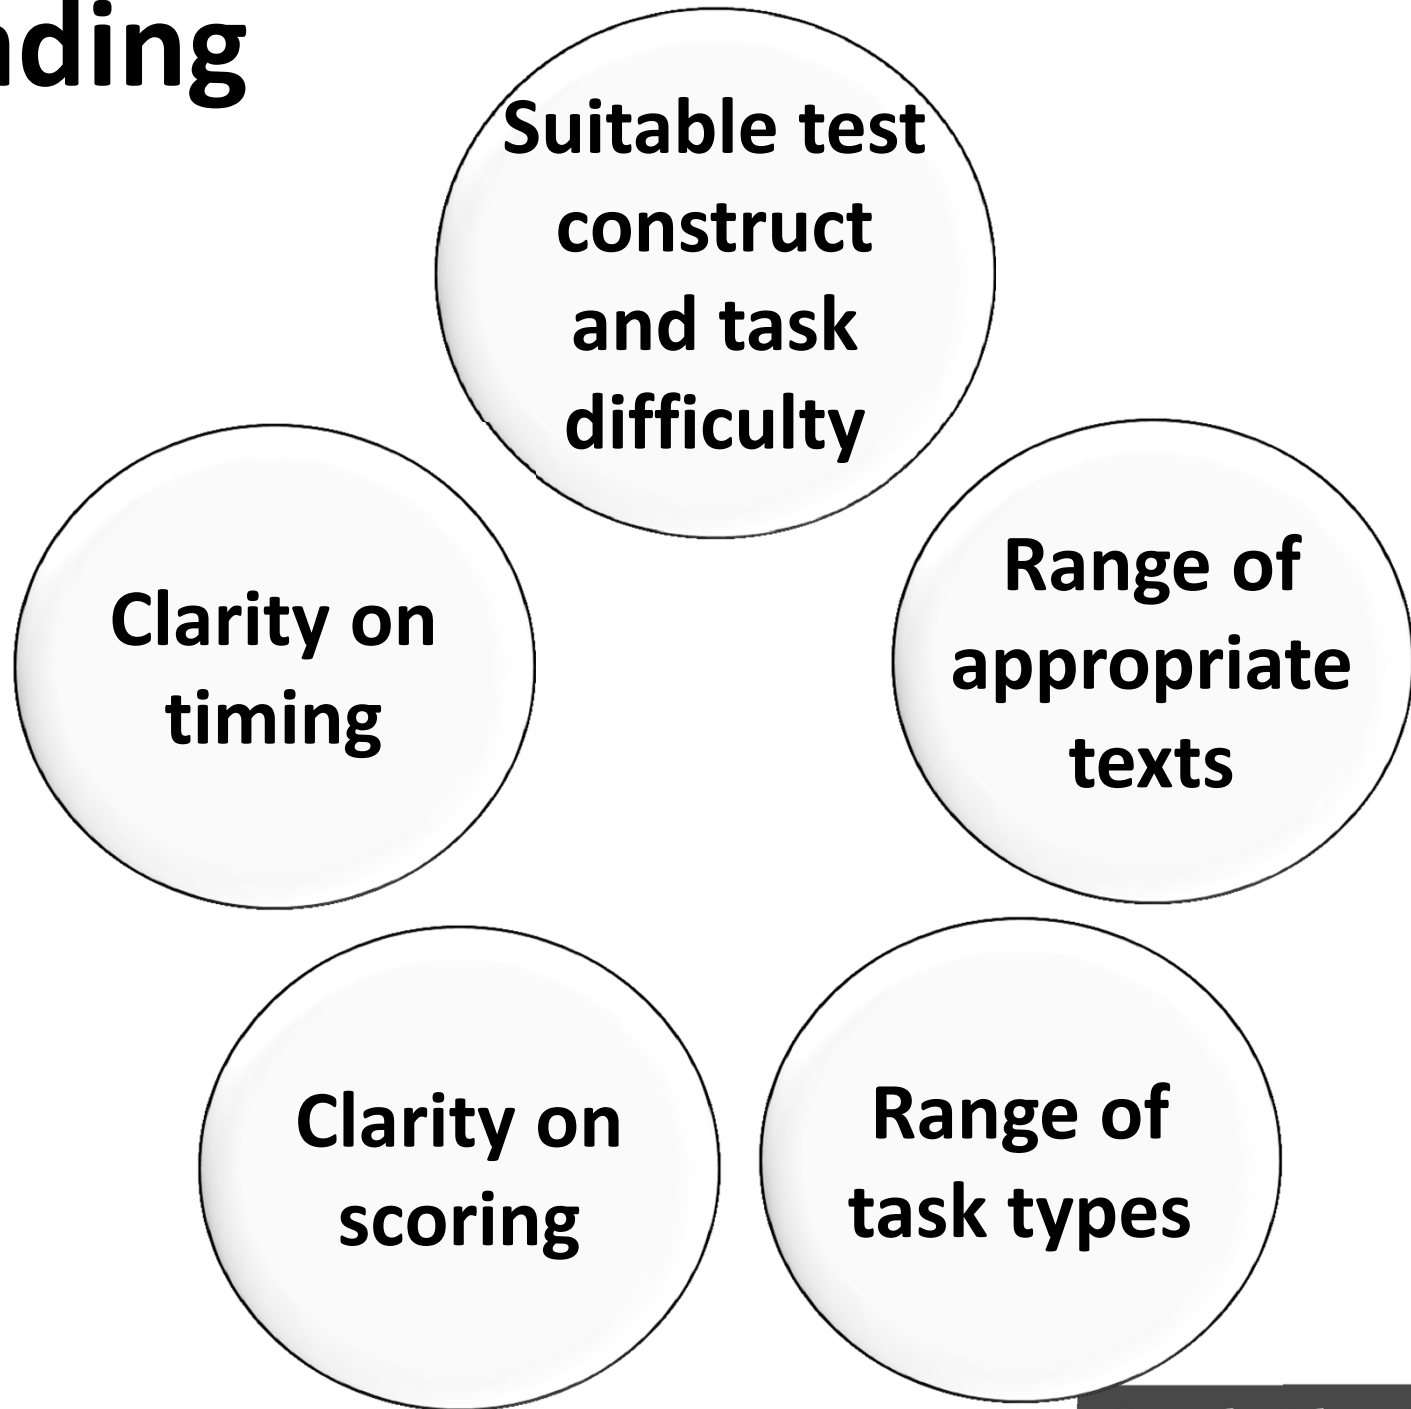 ading
Suitable test
construct
and task
difficulty
Range of
appropriate
texts
Range of
task types
Clarity on
scoring
Clarity on
timing